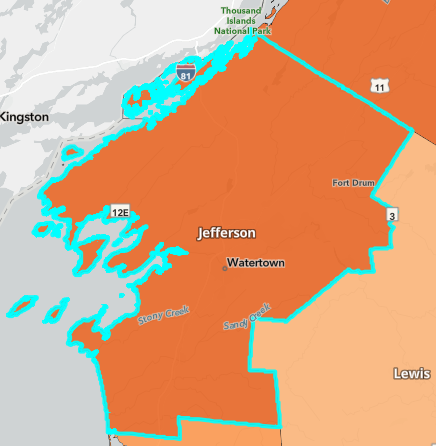 Thousand
Islands
National Park
81
11
Kingston
Fort Drum
12E
3
Jefferson
Watertown
Stony Creek
Sandy Creek
Lewis